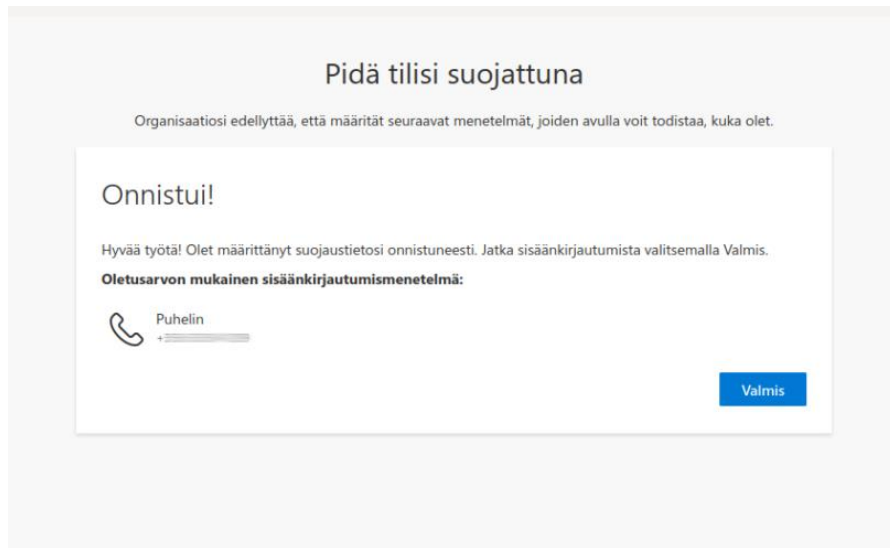 Pidä tilisi suojattuna
Organisaatiosi edellyttää, että määrität seuraavat menetelmät, joiden avulla voit todistaa, kuka olet.
Onnistui!
Hyvää työtä! Olet määrittänyt suojaustietosi onnistuneesti. Jatka sisäänkirjautumista valitsemalla Valmis.
Oletusarvon mukainen sisäänkirjautumismenetelmä:
Puhelin
+
Valmis